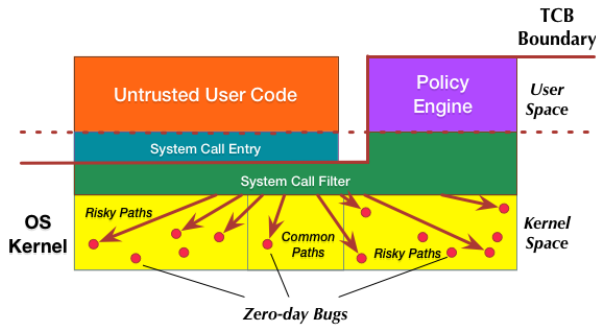 TCB
Boundary
Untrusted User Code
Policy
Engine
User
Space
System Call Entry
System Call Filter
OS
Kernel
Risky Paths
Common
Paths
Risky Paths
Kernel
Space
Zero-day Bugs